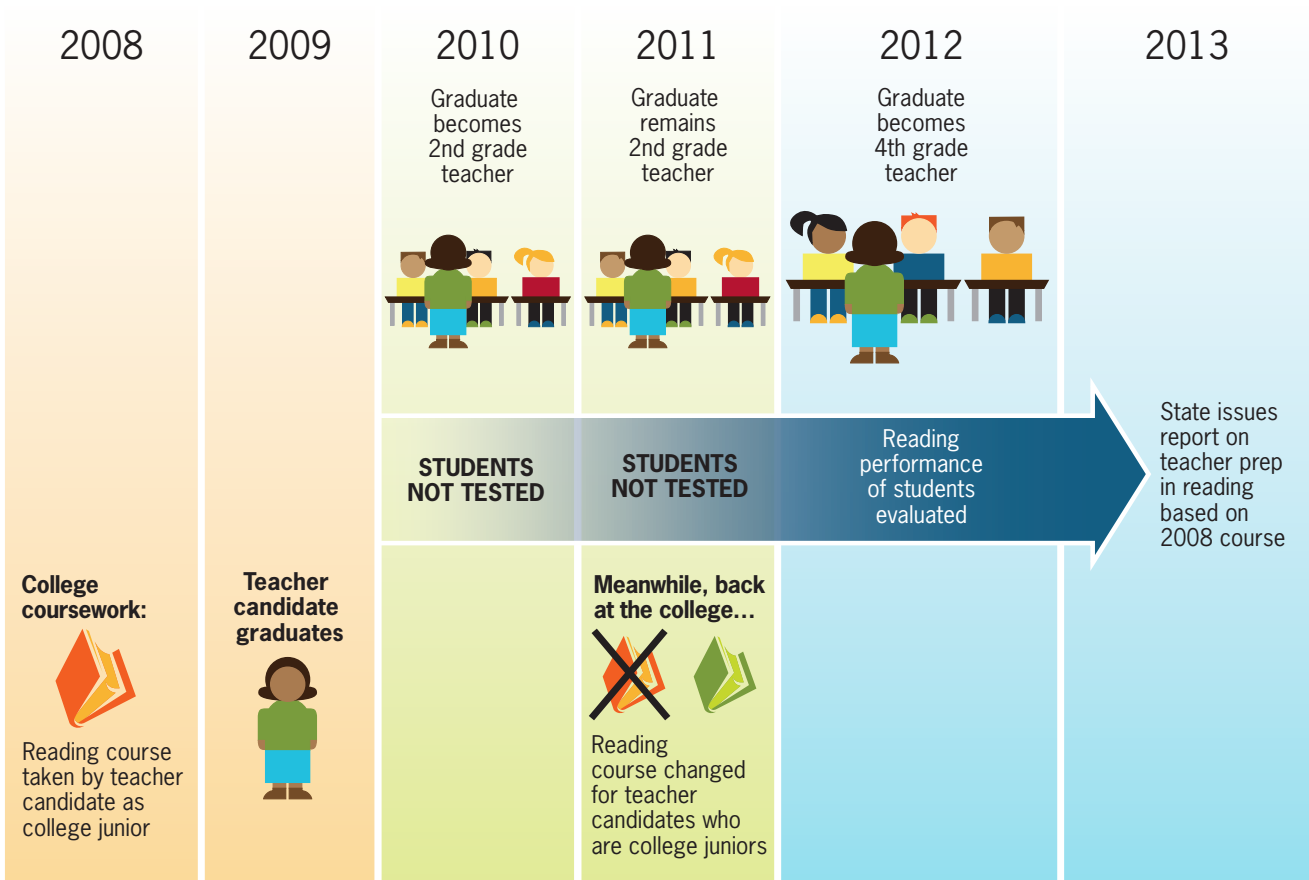 2008
2009
2010
2011
2012
2013
Graduate
becomes
2nd grade
teacher
Graduate
remains
2nd grade
teacher
Graduate
becomes
4th grade
teacher
STUDENTS
NOT TESTED
STUDENTS
NOT TESTED
Reading
performance
of students
evaluated
State issues
report on
teacher prep
in reading
based on
2008 course
College
coursework:
Reading course
taken by teacher
candidate as
college junior
Teacher
candidate
graduates
Meanwhile, back
at the college…
Reading
course changed
for teacher
candidates who
are college juniors